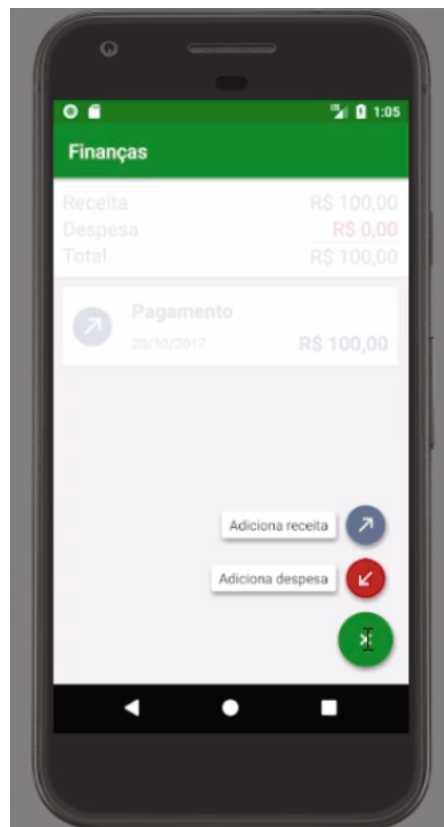 1:05
Finanças
Receita R$ 100,00
Despesa R$ 0,00
Total R$ 100,00
Pagamento
20/10/2017 R$ 100,00
Adiciona receita
Adiciona despesa